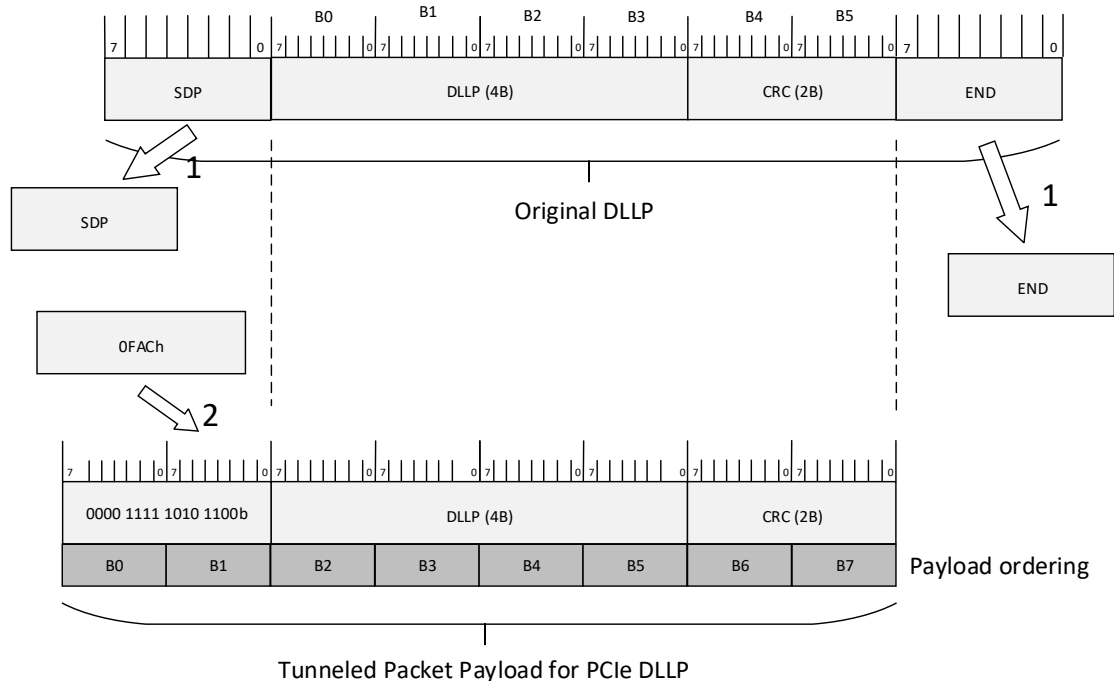 B0 B1 B2 B3 B4 B5
7 0 7 0 7 0 7 0 7 0 7 0 7 0 7 0
SDP DLLP (4B) CRC (2B) END
1
1
Original DLLP
SDP
END
0FACh
2
7 0 7 0 7 0 7 0 7 0 7 0 7 0 7 0
0000 1111 1010 1100b DLLP (4B) CRC (2B)
B0 B1 B2 B3 B4 B5 B6 B7 Payload ordering
Tunneled Packet Payload for PCIe DLLP